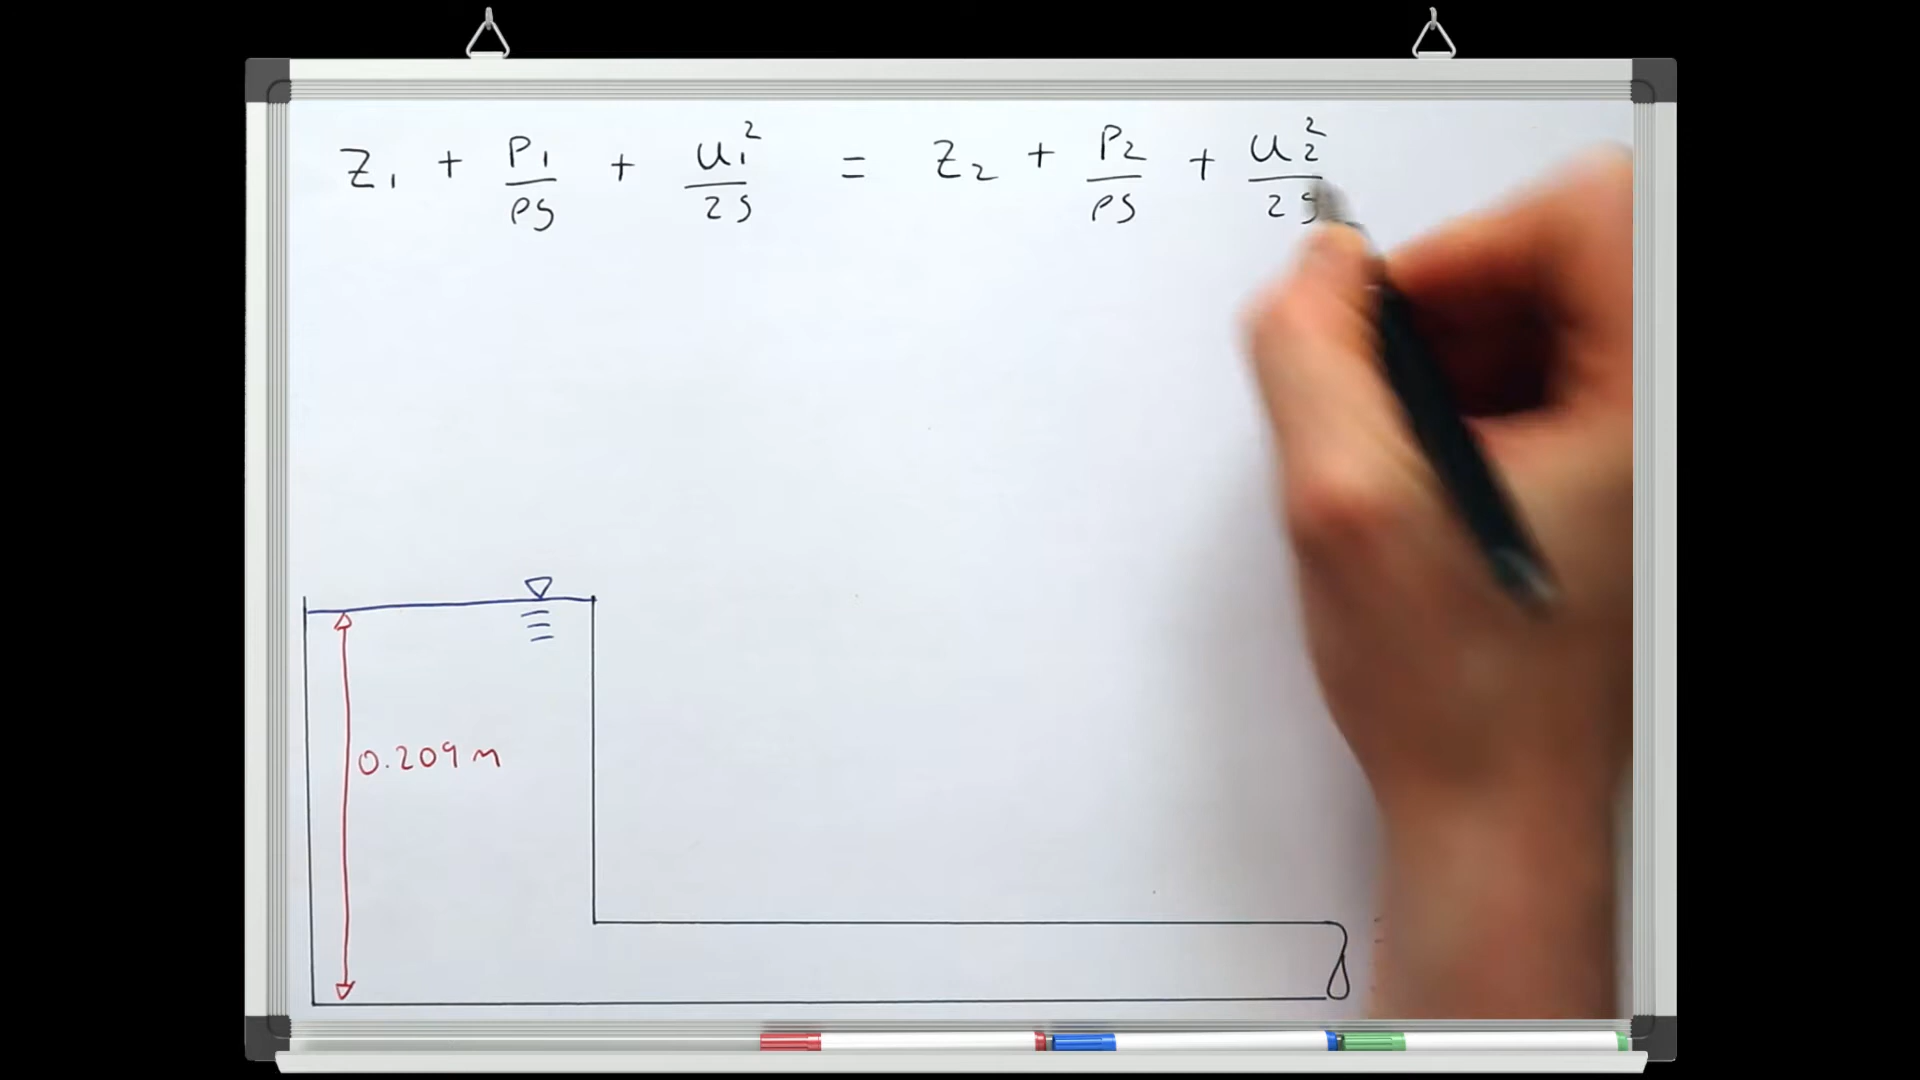 Z₁ + P₁/ρg + u₁²/2g = Z₂ + P₂/ρg + u₂²/2g
0.209 m